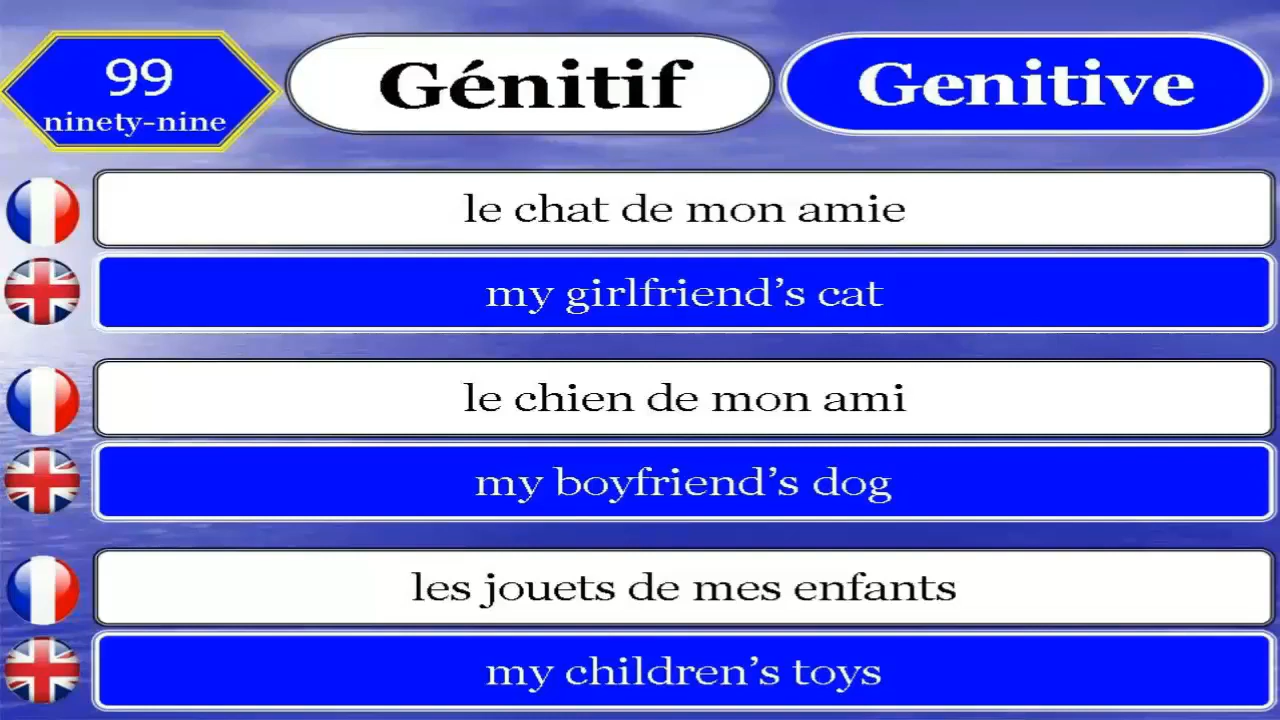 99
ninety-nine
Génitif
Genitive
le chat de mon amie
my girlfriend’s cat
le chien de mon ami
my boyfriend’s dog
les jouets de mes enfants
my children’s toys